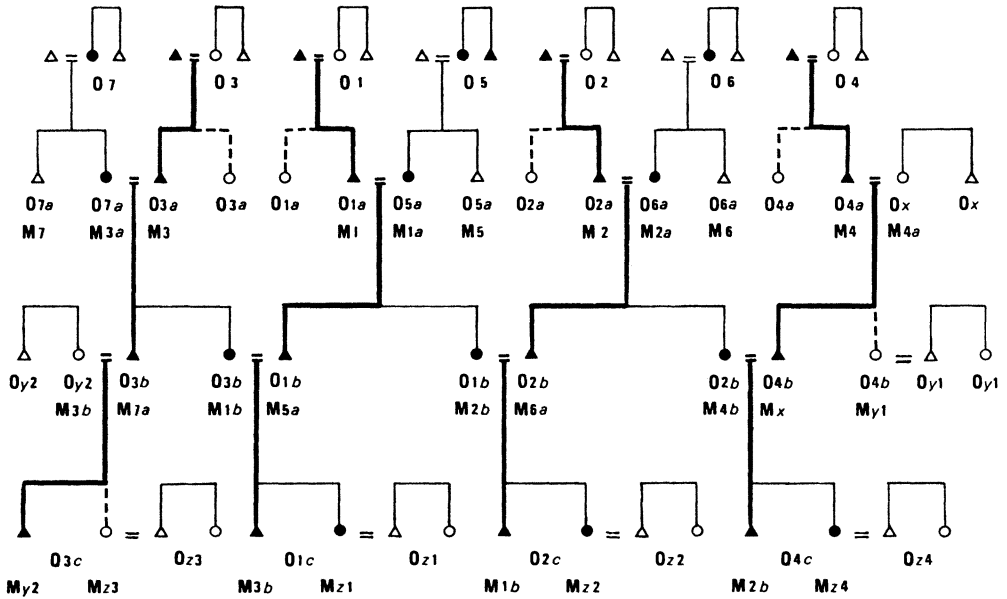 O7 O3 O1 O5 O2 O6 O4
O7a O7a O3a O3a O1a O1a O5a O5a O2a O2a O6a O6a O4a O4a Ox Ox
M7 M3a M3 M1 M1a M5 M2 M2a M6 M4 M4a
Oy2 Oy2 O3b O3b O1b O1b O2b O2b O4b O4b Oy1 Oy1
M3b M7a M1b M5a M2b M6a M4b Mx My1
O3c Oz3 O1c Oz1 O2c Oz2 O4c Oz4
My2 Mz3 M3b Mz1 M1b Mz2 M2b Mz4